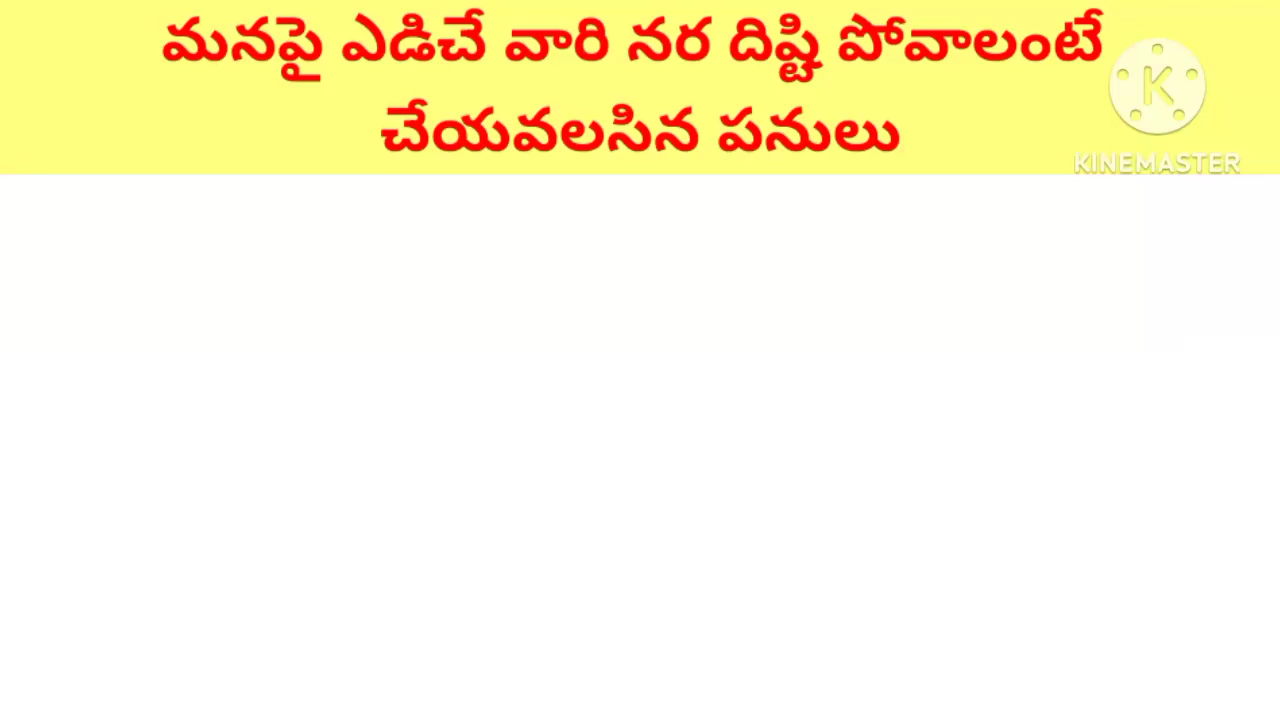 మనపై ఎడిచే వారి నర దిష్టి పోవాలంటే
చేయవలసిన పనులు
K
KINEMASTER